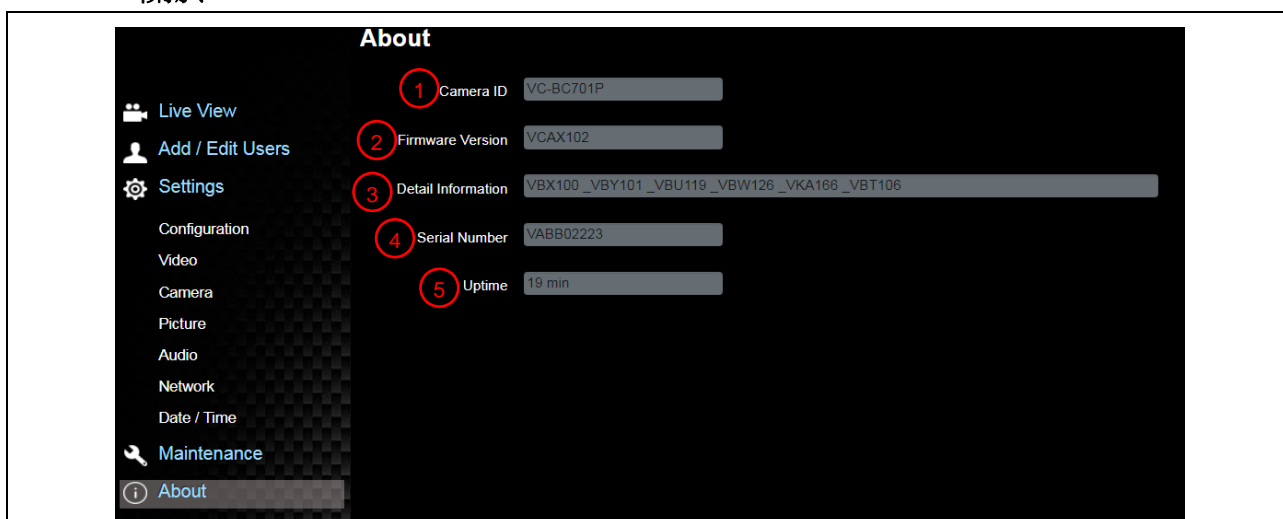 About
1 Camera ID VC-BC701P
2 Firmware Version VCAX102
3 Detail Information VBX100 _VBY101 _VBU119 _VBW126 _VKA166 _VBT106
4 Serial Number VABB02223
5 Uptime 19 min
Live View
Add / Edit Users
Settings
Configuration
Video
Camera
Picture
Audio
Network
Date / Time
Maintenance
About